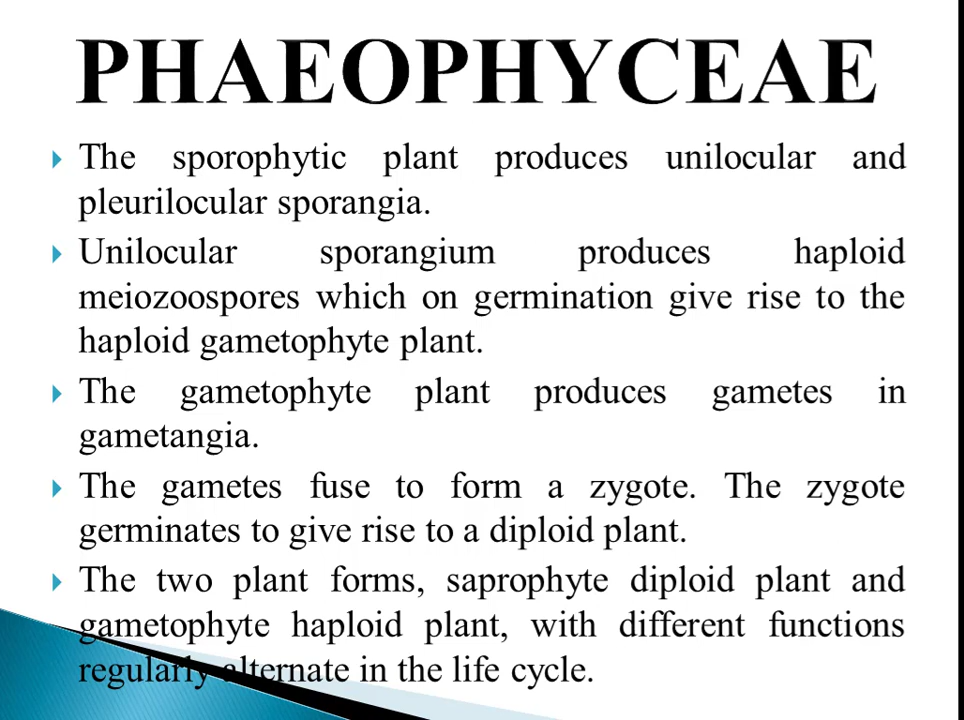 PHAEOPHYCEAE
The sporophytic plant produces unilocular and
pleurilocular sporangia.
Unilocular sporangium produces haploid
meiozoospores which on germination give rise to the
haploid gametophyte plant.
The gametophyte plant produces gametes in
gametangia.
The gametes fuse to form a zygote. The zygote
germinates to give rise to a diploid plant.
The two plant forms, saprophyte diploid plant and
gametophyte haploid plant, with different functions
regularly alternate in the life cycle.